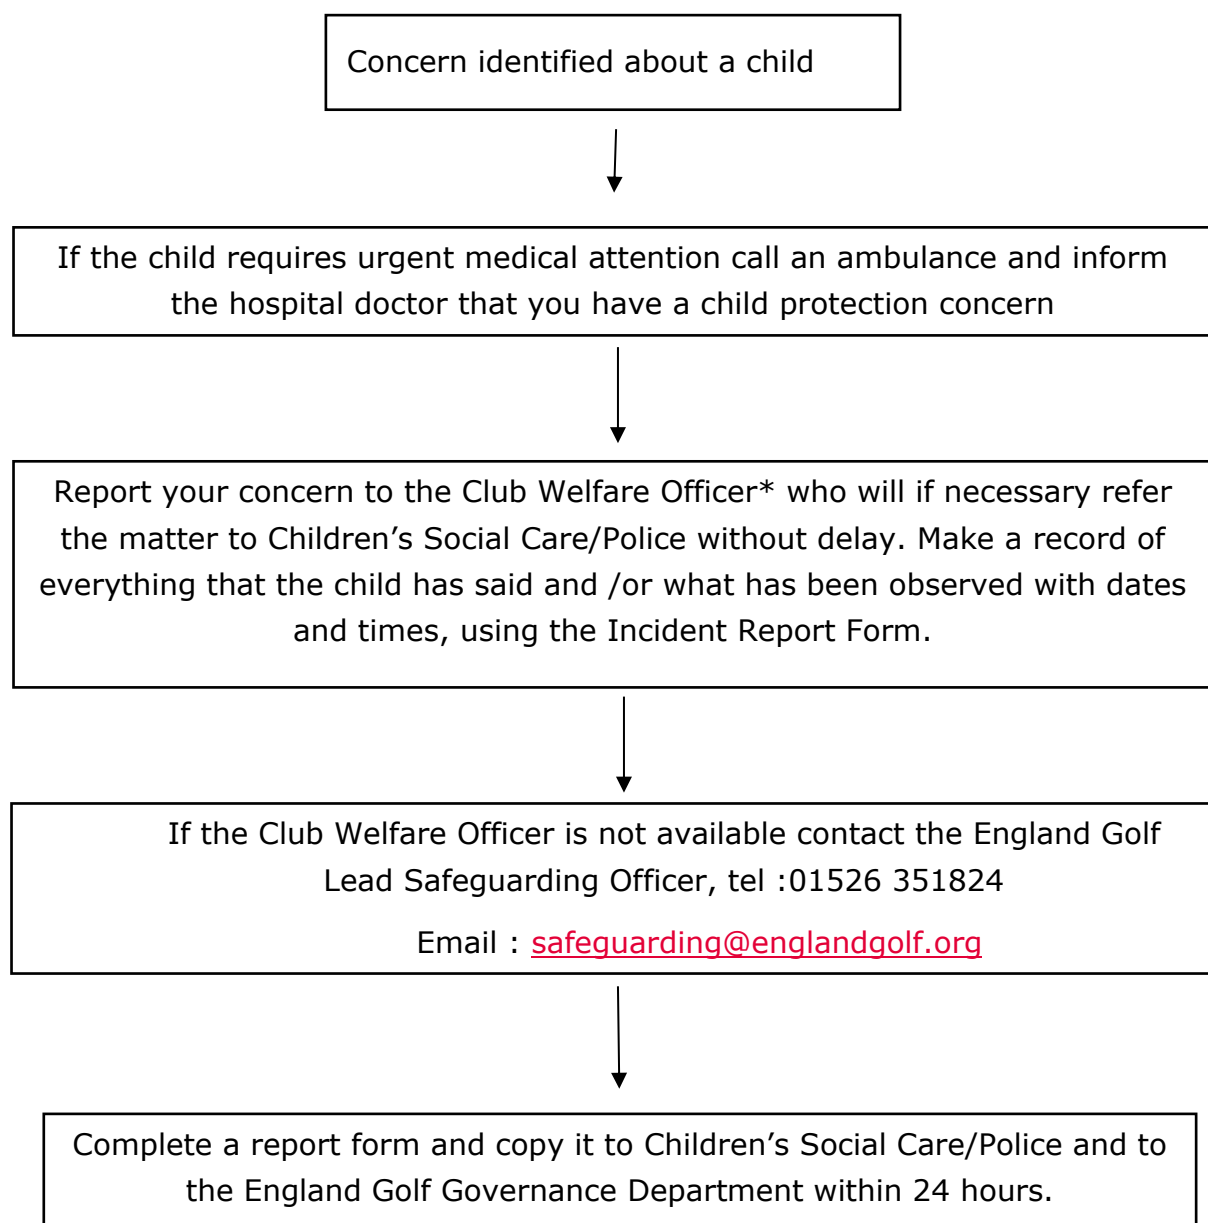 Concern identified about a child
If the child requires urgent medical attention call an ambulance and inform
the hospital doctor that you have a child protection concern
Report your concern to the Club Welfare Officer* who will if necessary refer
the matter to Children’s Social Care/Police without delay. Make a record of
everything that the child has said and /or what has been observed with dates
and times, using the Incident Report Form.
If the Club Welfare Officer is not available contact the England Golf
Lead Safeguarding Officer, tel :01526 351824
Email : safeguarding@englandgolf.org
Complete a report form and copy it to Children’s Social Care/Police and to
the England Golf Governance Department within 24 hours.